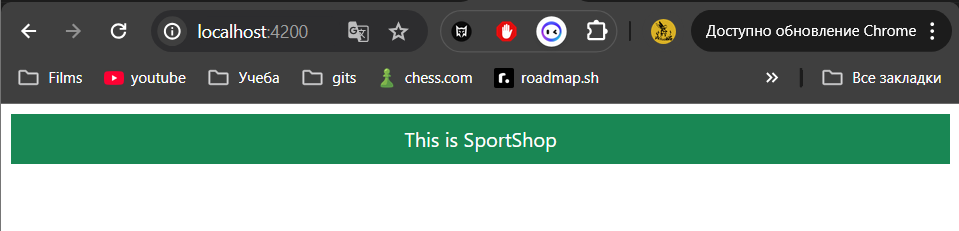 localhost:4200
Доступно обновление Chrome
Films
youtube
Учеба
gits
chess.com
r.
roadmap.sh
Все закладки
This is SportShop